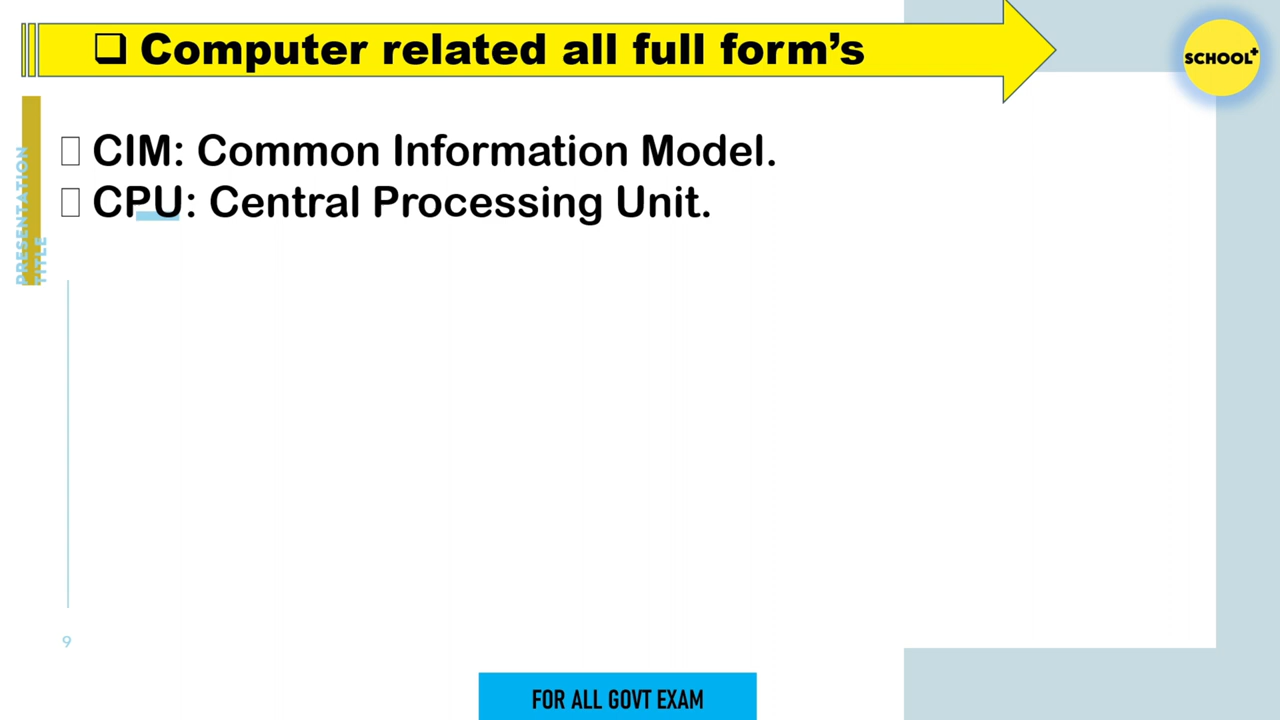 ❑ Computer related all full form’s
SCHOOL+
PRESENTATION
TITLE
CIM: Common Information Model.
CPU: Central Processing Unit.
9
FOR ALL GOVT EXAM